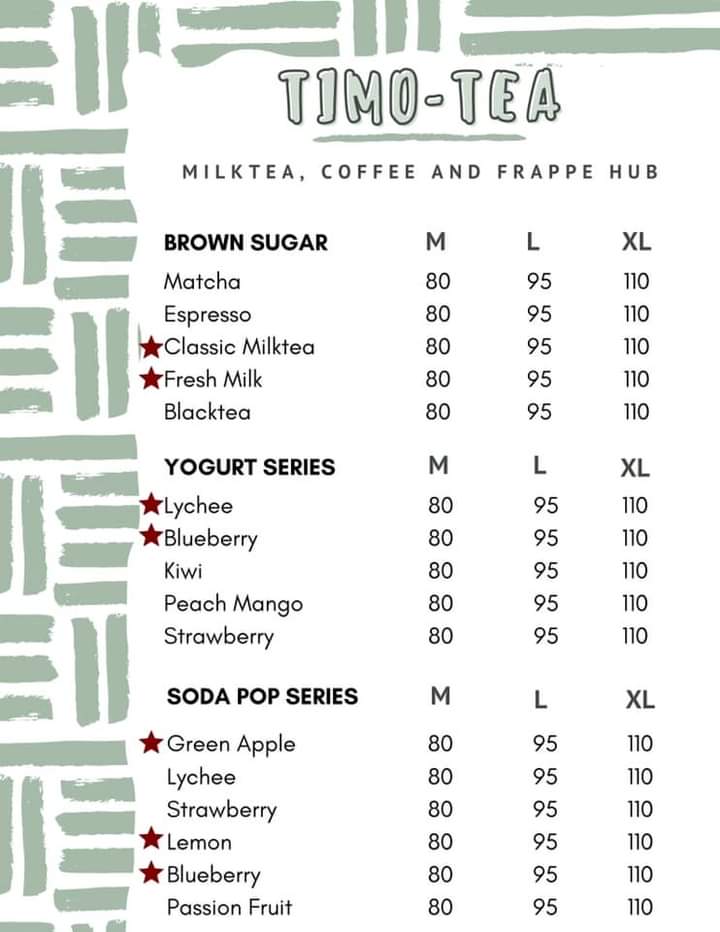 TIMO-TEA
MILKTEA, COFFEE AND FRAPPE HUB
BROWN SUGAR M L XL
Matcha 80 95 110
Espresso 80 95 110
Classic Milktea 80 95 110
Fresh Milk 80 95 110
Blacktea 80 95 110
YOGURT SERIES M L XL
Lychee 80 95 110
Blueberry 80 95 110
Kiwi 80 95 110
Peach Mango 80 95 110
Strawberry 80 95 110
SODA POP SERIES M L XL
Green Apple 80 95 110
Lychee 80 95 110
Strawberry 80 95 110
Lemon 80 95 110
Blueberry 80 95 110
Passion Fruit 80 95 110